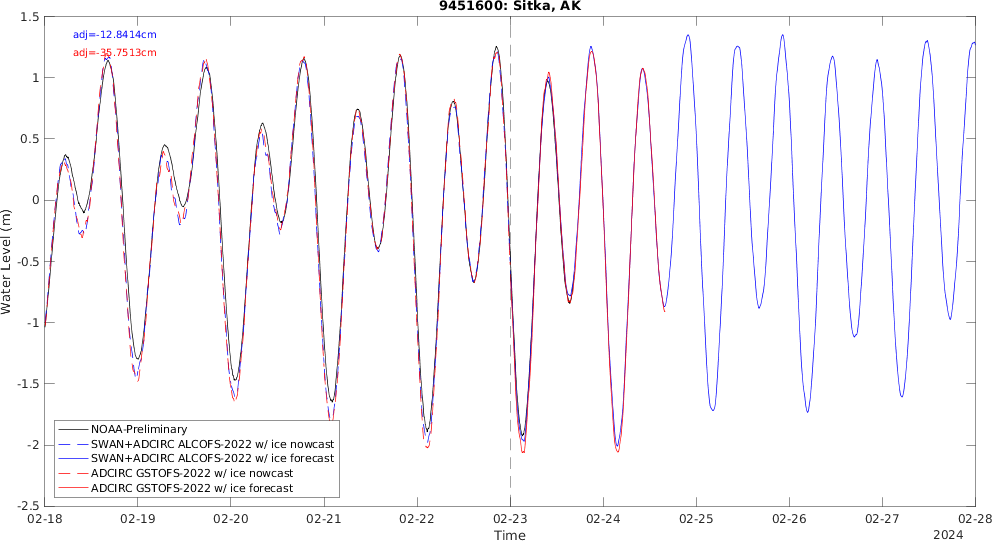 9451600: Sitka, AK
adj=-12.8414cm
adj=-35.7513cm
1.5
1
0.5
0
-0.5
-1
-1.5
-2
-2.5
Water Level (m)
NOAA-Preliminary
SWAN+ADCIRC ALCOFS-2022 w/ ice nowcast
SWAN+ADCIRC ALCOFS-2022 w/ ice forecast
ADCIRC GSTOFS-2022 w/ ice nowcast
ADCIRC GSTOFS-2022 w/ ice forecast
02-18 02-19 02-20 02-21 02-22 02-23 02-24 02-25 02-26 02-27 02-28
Time
2024